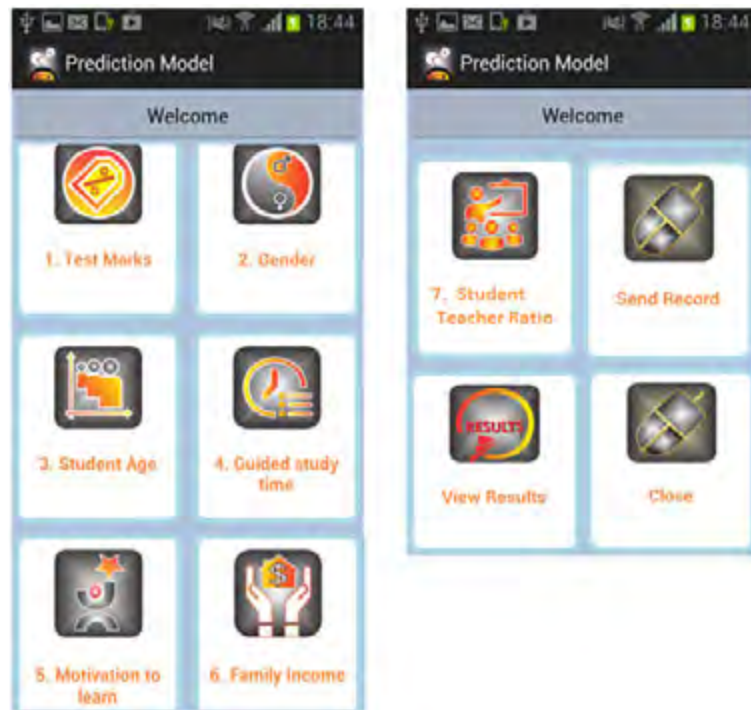 18:44
Prediction Model
Welcome
1. Test Marks
2. Gender
3. Student Age
4. Guided study
time
5. Motivation to
learn
6. Family Income
18:44
Prediction Model
Welcome
7. Student
Teacher Ratio
Send Record
RESULTS
View Results
Close